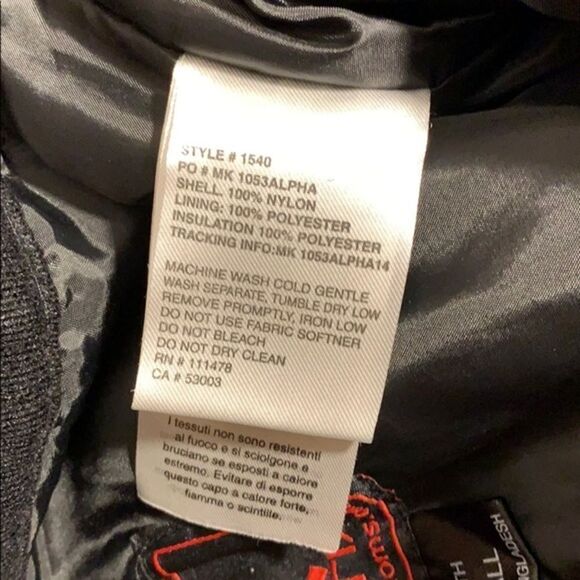 STYLE # 1540
PO # MK 1053ALPHA
SHELL: 100% NYLON
LINING: 100% POLYESTER
INSULATION 100% POLYESTER
TRACKING INFO:MK 1053ALPHA14
MACHINE WASH COLD GENTLE
WASH SEPARATE, TUMBLE DRY LOW
REMOVE PROMPTLY, IRON LOW
DO NOT USE FABRIC SOFTNER
DO NOT BLEACH
DO NOT DRY CLEAN
RN # 111478
CA # 53003
I tessuti non sono resistenti
al fuoco e si sciolgone e
bruciano se esposti a calore
estremo. Evitare di esporre
questo capo a calore forte,
fiamma o scintille.